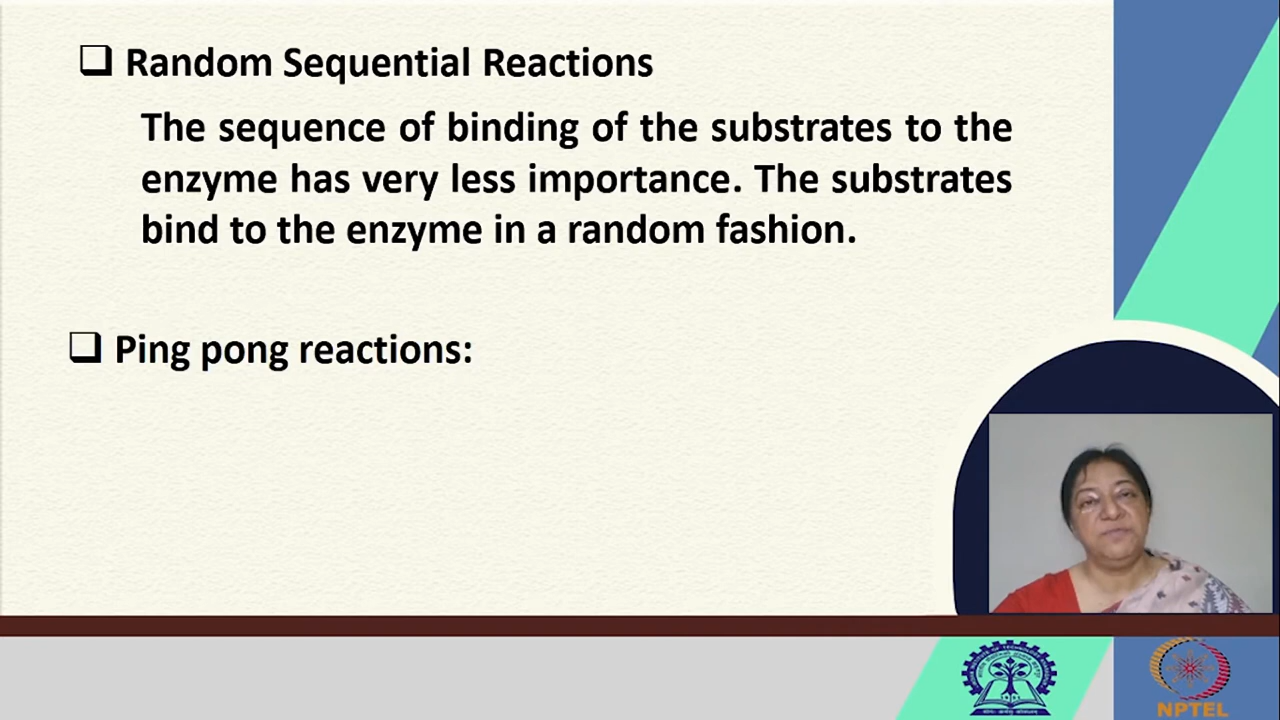 Random Sequential Reactions
The sequence of binding of the substrates to the
enzyme has very less importance. The substrates
bind to the enzyme in a random fashion.
Ping pong reactions:
NPTEL